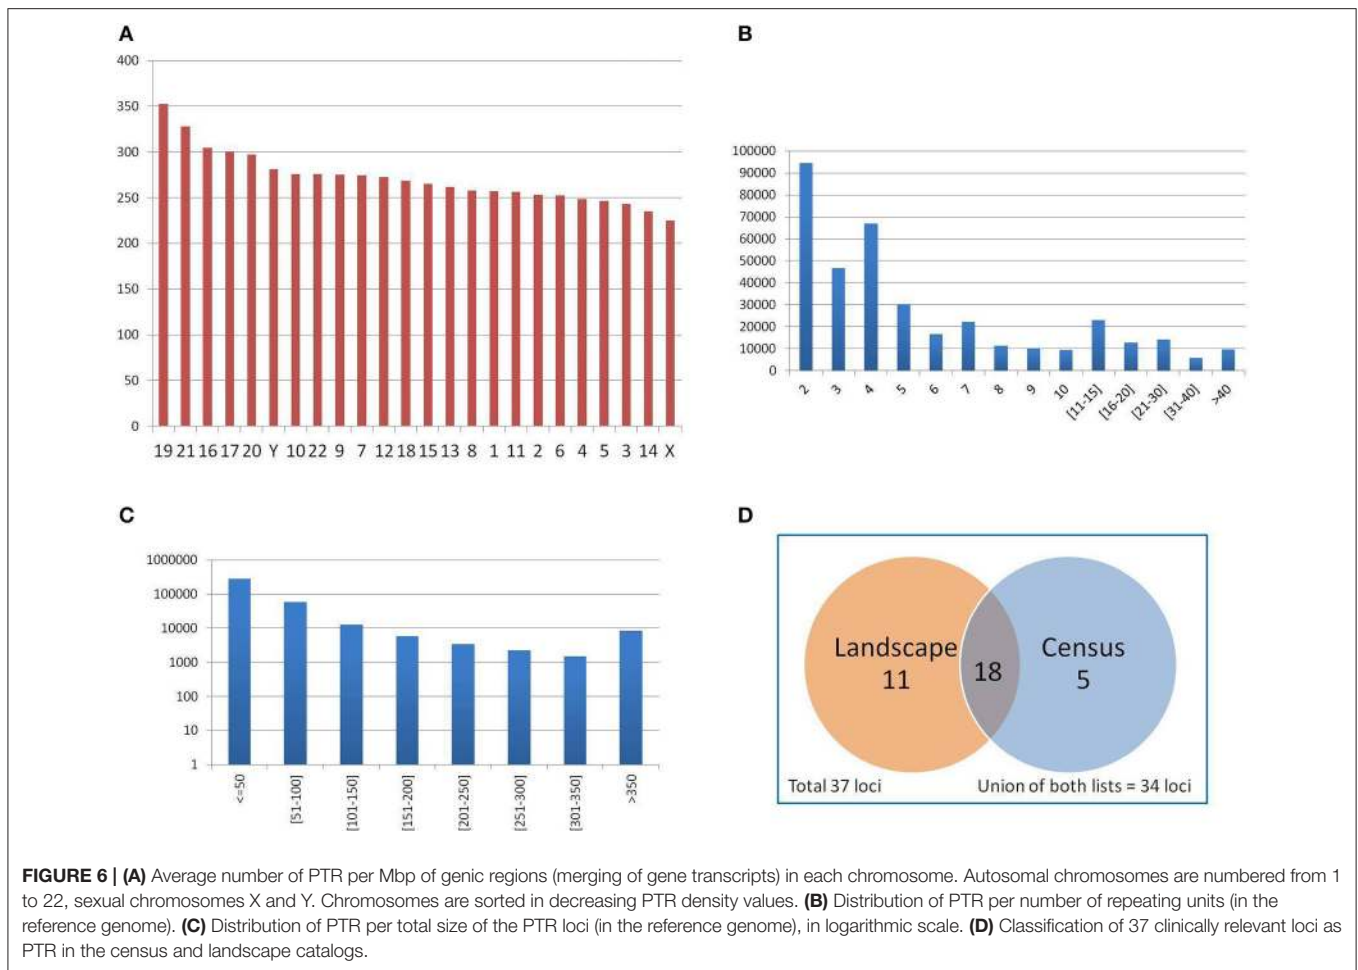 A
400
350
300
250
200
150
100
50
0
19 21 16 17 20 Y 10 22 9 7 12 18 15 13 8 1 11 2 6 4 5 3 14 X
B
100000
90000
80000
70000
60000
50000
40000
30000
20000
10000
0
2 3 4 5 6 7 8 9 10 [11-15] [16-20] [21-30] [31-40] >40
C
1000000
100000
10000
1000
100
10
1
<=50 [51-100] [101-150] [151-200] [201-250] [251-300] [301-350] >350
D
Landscape
11
18
Census
5
Total 37 loci
Union of both lists = 34 loci
FIGURE 6 | (A) Average number of PTR per Mbp of genic regions (merging of gene transcripts) in each chromosome. Autosomal chromosomes are numbered from 1
to 22, sexual chromosomes X and Y. Chromosomes are sorted in decreasing PTR density values. (B) Distribution of PTR per number of repeating units (in the
reference genome). (C) Distribution of PTR per total size of the PTR loci (in the reference genome), in logarithmic scale. (D) Classification of 37 clinically relevant loci as
PTR in the census and landscape catalogs.